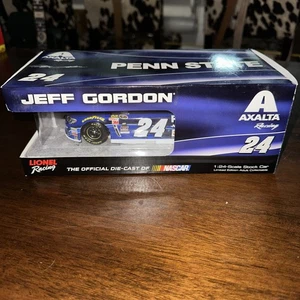 24
PENN STATE
JEFF GORDON
AXALTA
Racing
24
LIONEL
Racing
THE OFFICIAL DIE-CAST OF NASCAR
1:24-Scale Stock Car
24